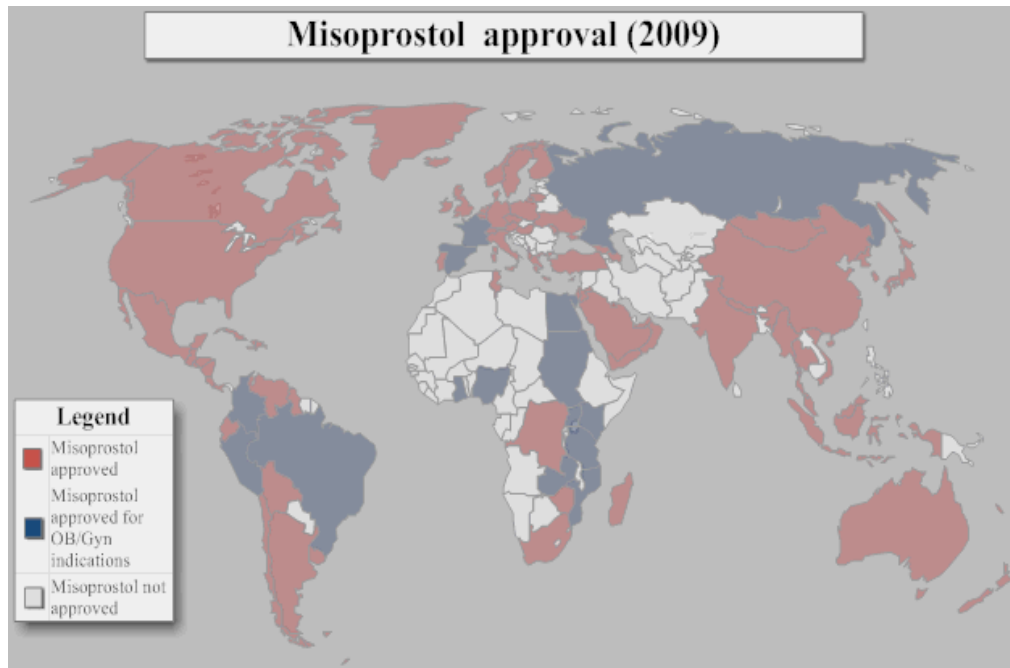 Misoprostol approval (2009)
Legend
Misoprostol
approved
Misoprostol
approved for
OB/Gyn
indications
Misoprostol not
approved